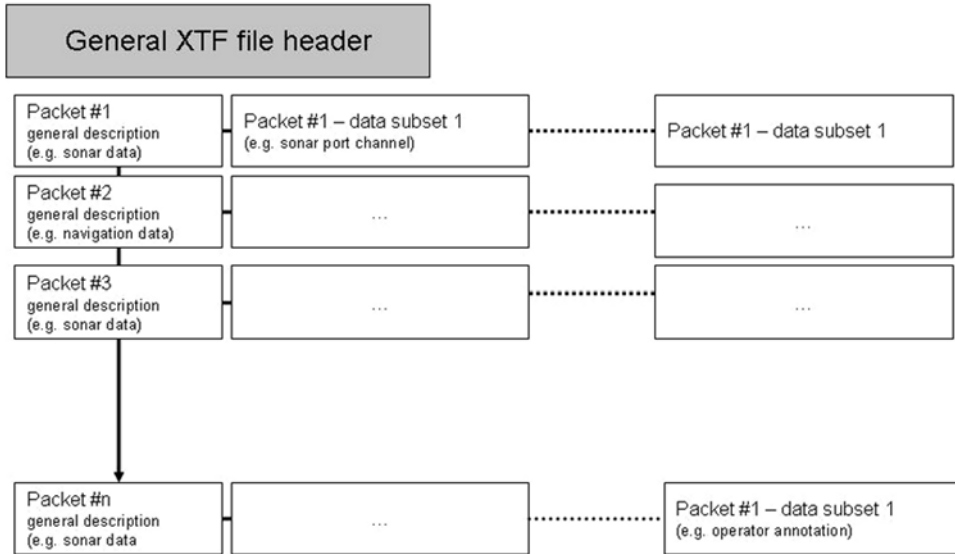 General XTF file header
Packet #1
general description
(e.g. sonar data)
Packet #1 – data subset 1
(e.g. sonar port channel)
Packet #1 – data subset 1
Packet #2
general description
(e.g. navigation data)
...
...
Packet #3
general description
(e.g. sonar data)
...
...
Packet #n
general description
(e.g. sonar data
...
Packet #1 – data subset 1
(e.g. operator annotation)